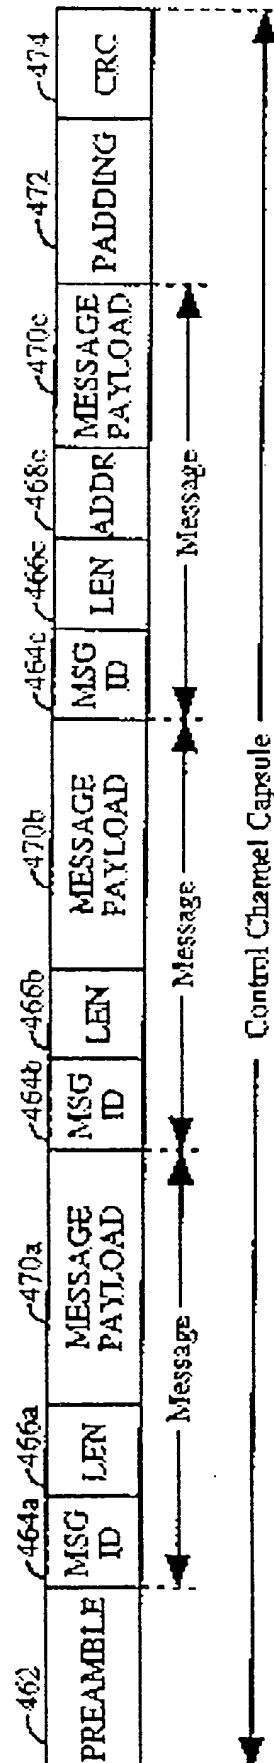 462 464a 466a 470a 464b 466b 470b 464c 466c 468c 470c 472 474
PREAMBLE
MSG ID
LEN
MESSAGE PAYLOAD
MSG ID
LEN
MESSAGE PAYLOAD
MSG ID
LEN
ADDR
MESSAGE PAYLOAD
PADDING
CRC
Message Message Message
Control Channel Capsule